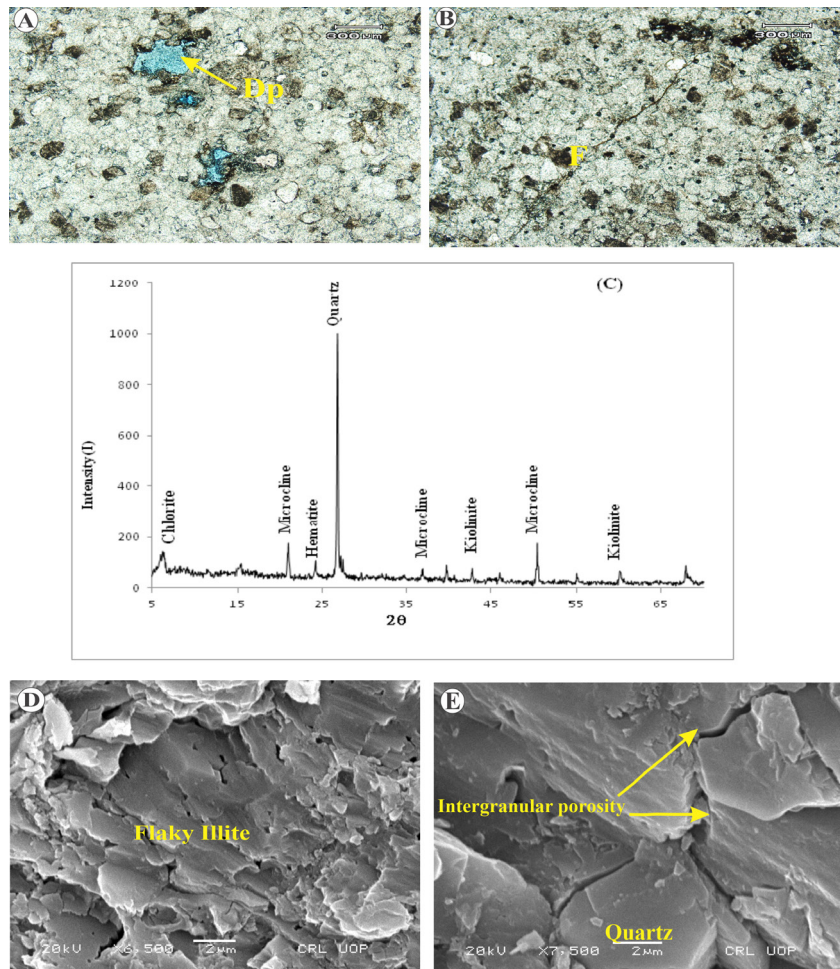 A
300 µm
Dp
B
300 µm
F
(C)
1200
1000
800
600
400
200
0
Intensity (I)
Chlorite
Microcline
Hematite
Quartz
Microcline
Kiolinite
Microcline
Kiolinite
5 15 25 35 45 55 65
2θ
D
Flaky Illite
20kV X6,500 2µm CRL UOP
E
Intergranular porosity
Quartz
20kV X7,500 2µm CRL UOP